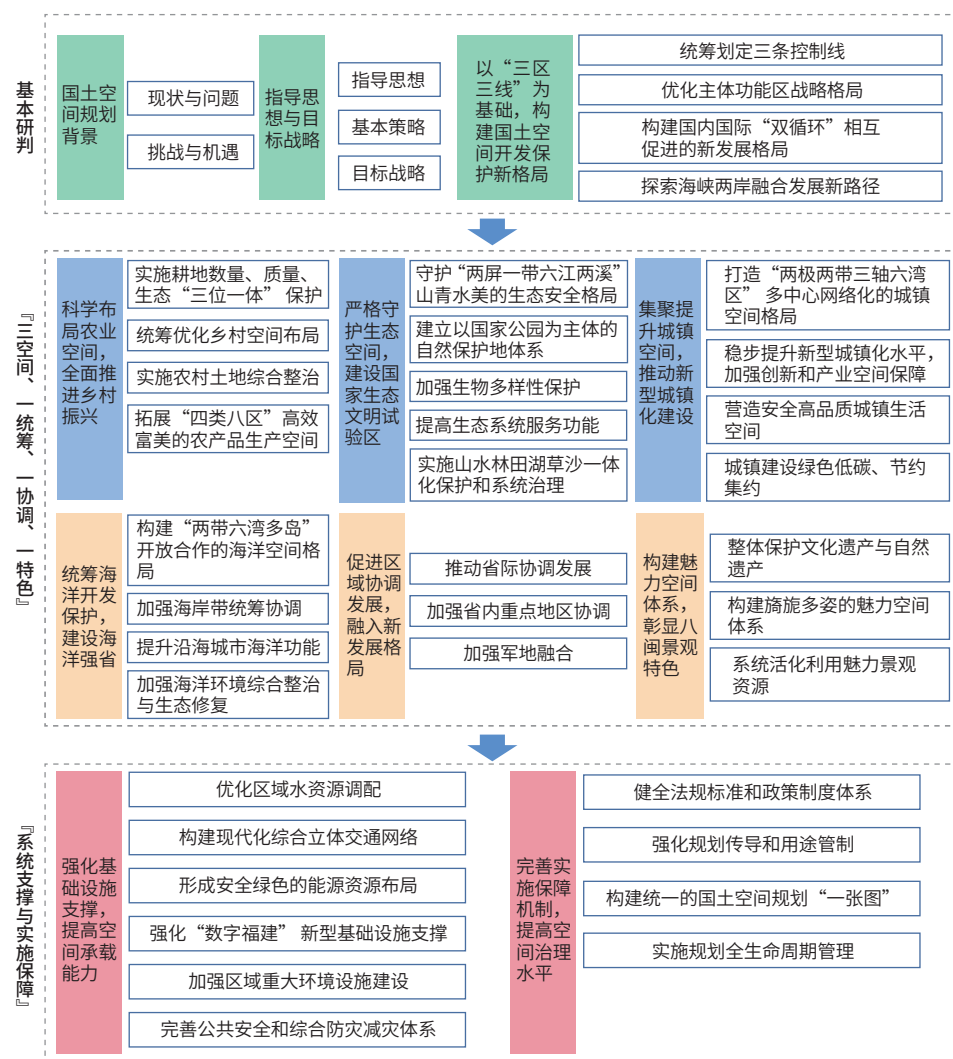 基本研判
国土空
间规划
背景
现状与问题
挑战与机遇
指导思
想与目
标战略
指导思想
基本策略
目标战略
以“三区
三线”为
基础，构
建国土空
间开发保
护新格局
统筹划定三条控制线
优化主体功能区战略格局
构建国内国际“双循环”相互
促进的新发展格局
探索海峡两岸融合发展新路径
『三空间、一统筹、一协调、一特色』
科学布
局农业
空间，
全面推
进乡村
振兴
实施耕地数量、质量、
生态“三位一体” 保护
统筹优化乡村空间布局
实施农村土地综合整治
拓展“四类八区”高效
富美的农产品生产空间
严格守
护生态
空间，
建设国
家生态
文明试
验区
守护“两屏一带六江两溪”
山青水美的生态安全格局
建立以国家公园为主体的
自然保护地体系
加强生物多样性保护
提高生态系统服务功能
实施山水林田湖草沙一体
化保护和系统治理
集聚提
升城镇
空间，
推动新
型城镇
化建设
打造“两极两带三轴六湾
区” 多中心网络化的城镇
空间格局
稳步提升新型城镇化水平，
加强创新和产业空间保障
营造安全高品质城镇生活
空间
城镇建设绿色低碳、节约
集约
统筹海
洋开发
保护，
建设海
洋强省
构建“两带六湾多岛”
开放合作的海洋空间格
局
加强海岸带统筹协调
提升沿海城市海洋功能
加强海洋环境综合整治
与生态修复
促进区
域协调
发展，
融入新
发展格
局
推动省际协调发展
加强省内重点地区协调
加强军地融合
构建魅
力空间
体系，
彰显八
闽景观
特色
整体保护文化遗产与自然
遗产
构建旖旎多姿的魅力空间
体系
系统活化利用魅力景观
资源
『系统支撑与实施保障』
强化基
础设施
支撑，
提高空
间承载
能力
优化区域水资源调配
构建现代化综合立体交通网络
形成安全绿色的能源资源布局
强化“数字福建” 新型基础设施支撑
加强区域重大环境设施建设
完善公共安全和综合防灾减灾体系
完善实
施保障
机制，
提高空
间治理
水平
健全法规标准和政策制度体系
强化规划传导和用途管制
构建统一的国土空间规划“一张图”
实施规划全生命周期管理